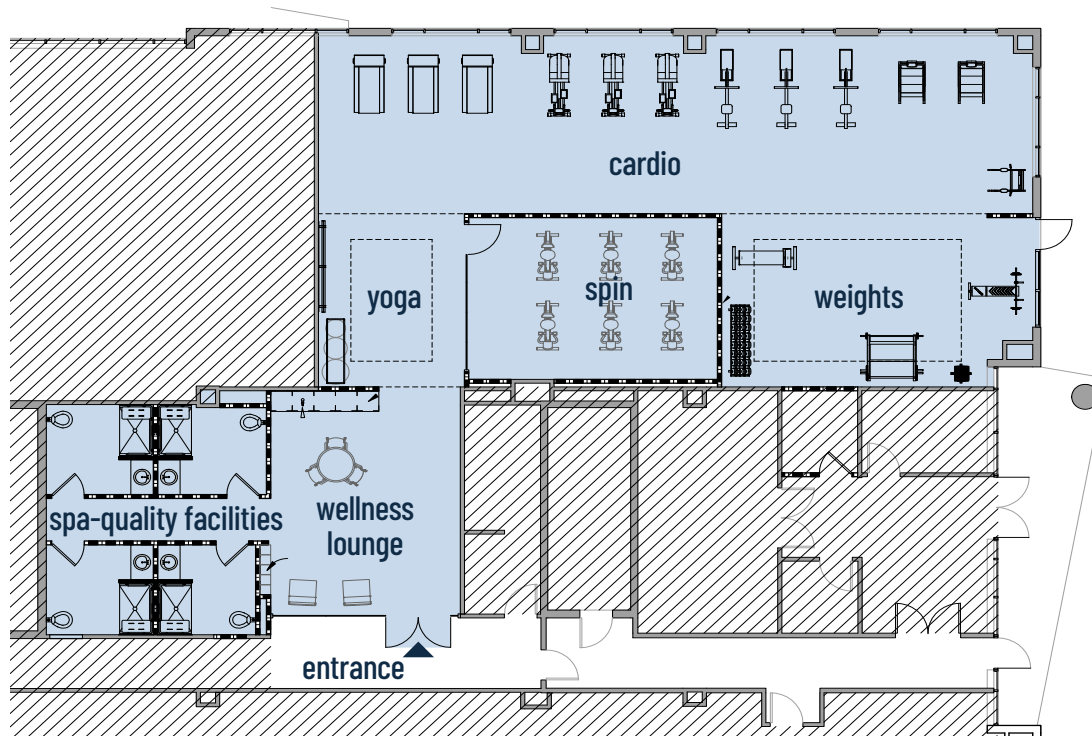 cardio
yoga
spin
weights
spa-quality facilities
wellness
lounge
entrance